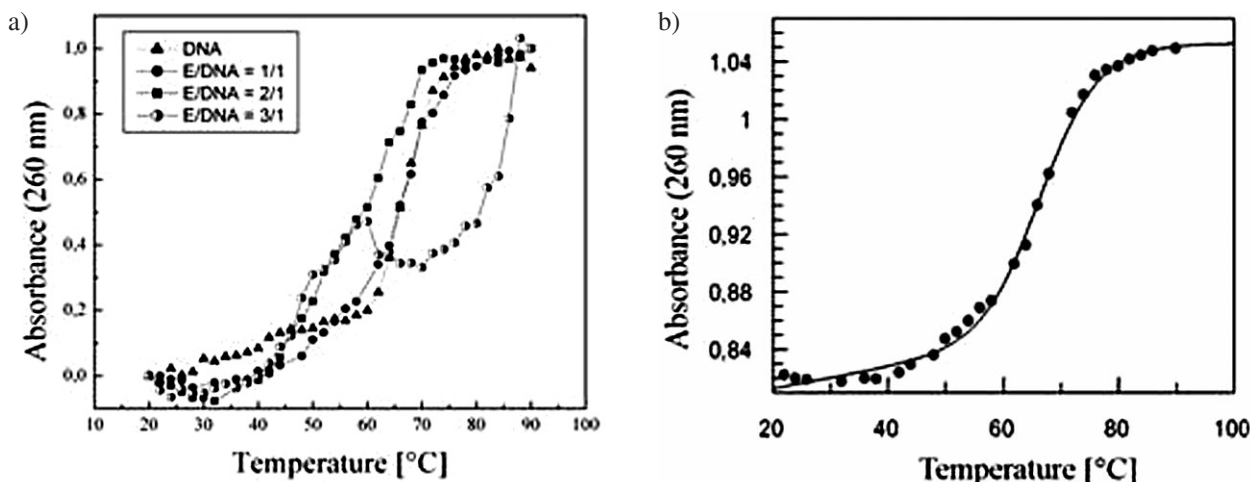 a)
1,0
0,8
0,6
0,4
0,2
0,0
Absorbance (260 nm)
DNA
E/DNA = 1/1
E/DNA = 2/1
E/DNA = 3/1
10 20 30 40 50 60 70 80 90 100
Temperature [°C]
b)
1,04
1
0,96
0,92
0,88
0,84
Absorbance (260 nm)
20 40 60 80 100
Temperature [°C]